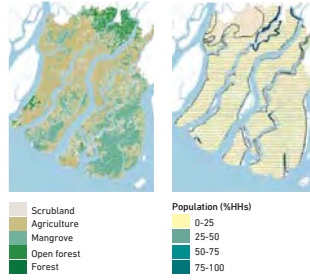 Scrubland
Agriculture
Mangrove
Open forest
Forest
Population (%HHs)
0-25
25-50
50-75
75-100